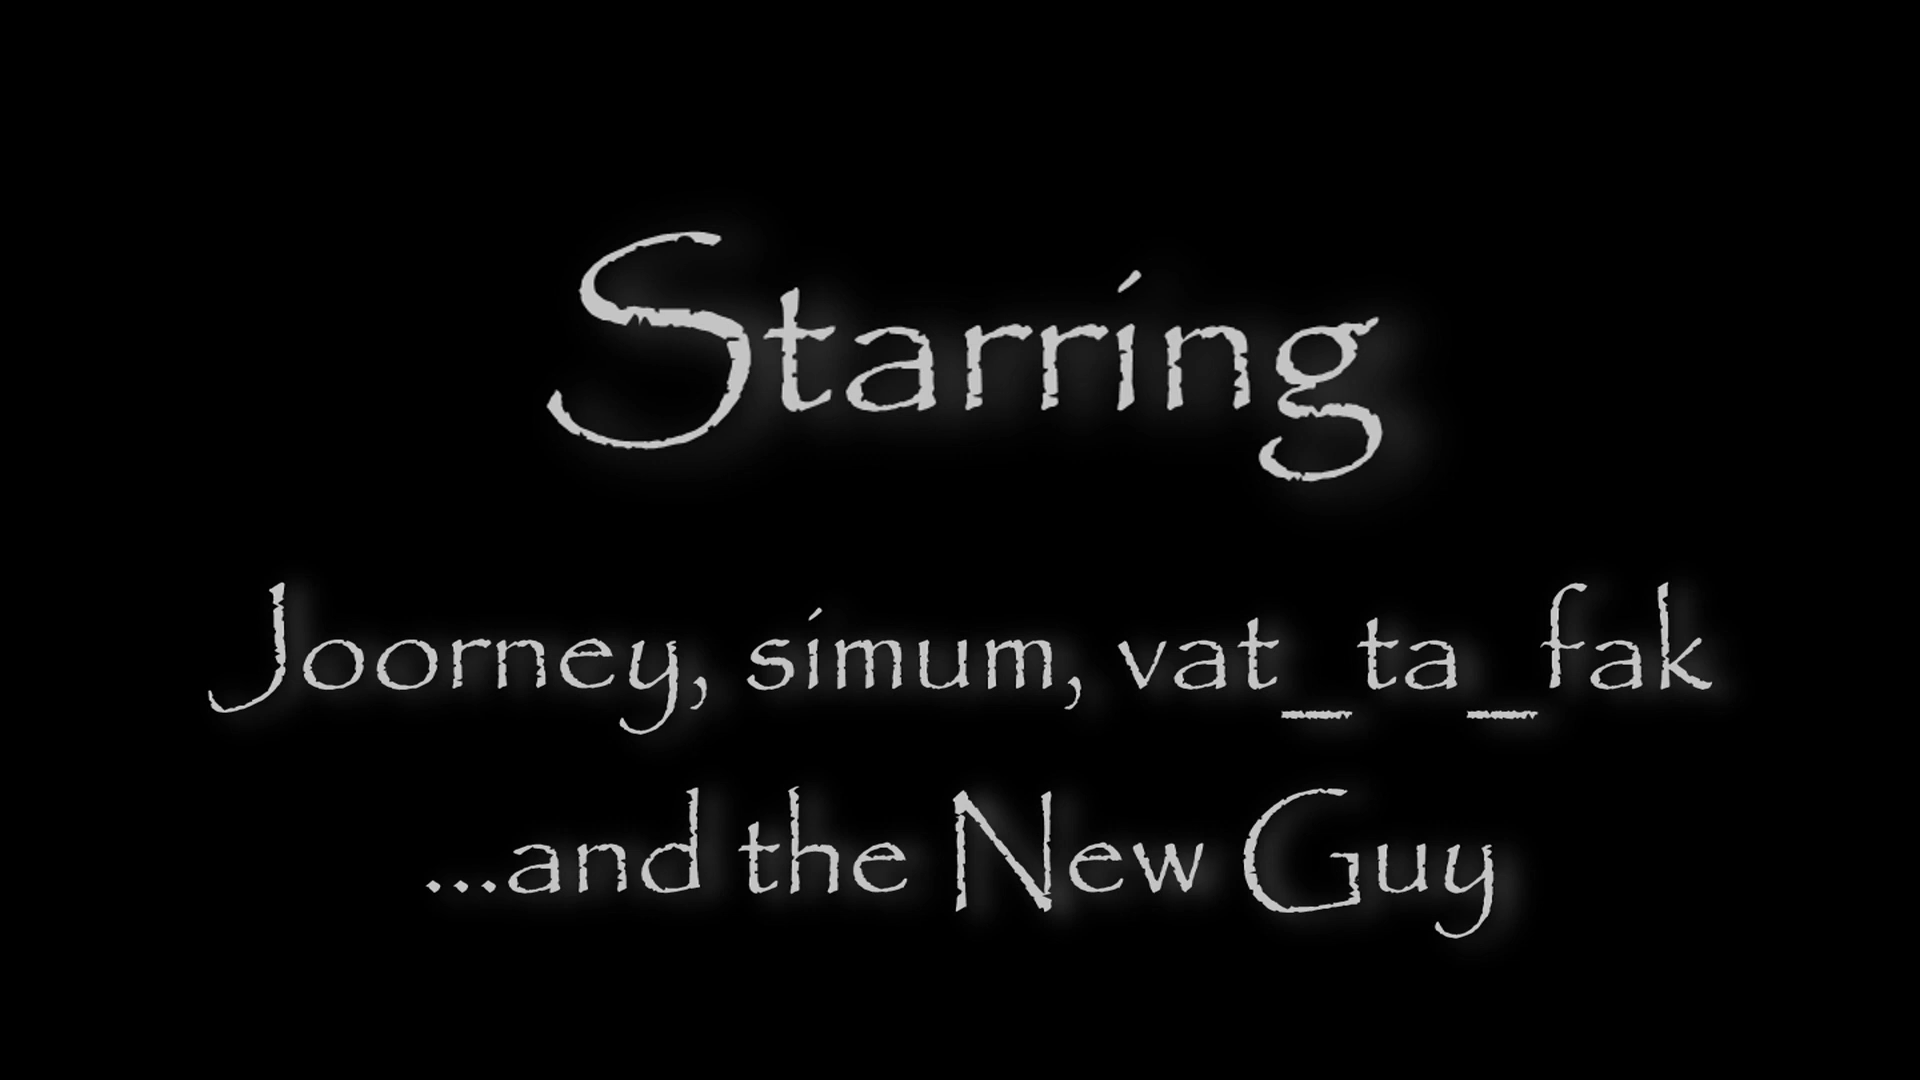 Starring
Joorney, simum, vat_ta_fak
...and the New Guy